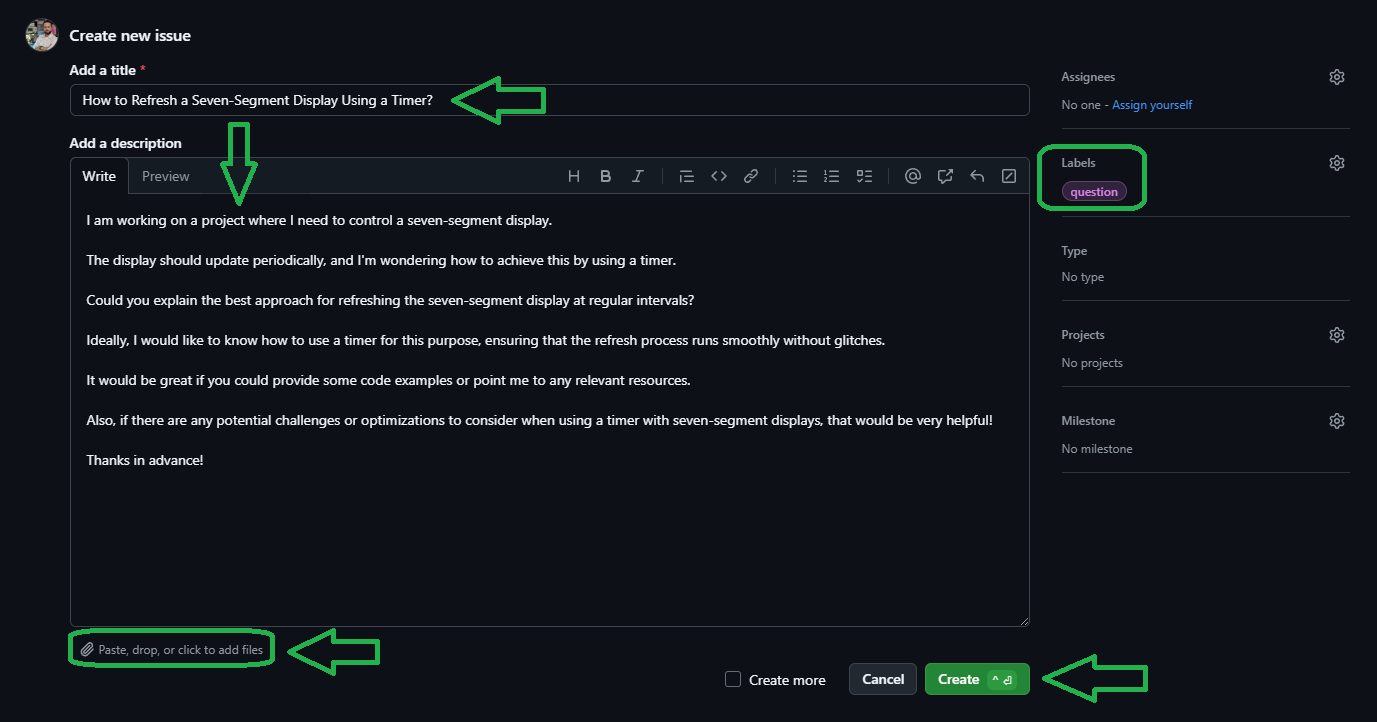 Create new issue
Add a title *
How to Refresh a Seven-Segment Display Using a Timer?
Add a description
Write Preview
I am working on a project where I need to control a seven-segment display.
The display should update periodically, and I'm wondering how to achieve this by using a timer.
Could you explain the best approach for refreshing the seven-segment display at regular intervals?
Ideally, I would like to know how to use a timer for this purpose, ensuring that the refresh process runs smoothly without glitches.
It would be great if you could provide some code examples or point me to any relevant resources.
Also, if there are any potential challenges or optimizations to consider when using a timer with seven-segment displays, that would be very helpful!
Thanks in advance!
Paste, drop, or click to add files
Create more
Cancel
Create ^ ⏎
Assignees
No one - Assign yourself
Labels
question
Type
No type
Projects
No projects
Milestone
No milestone